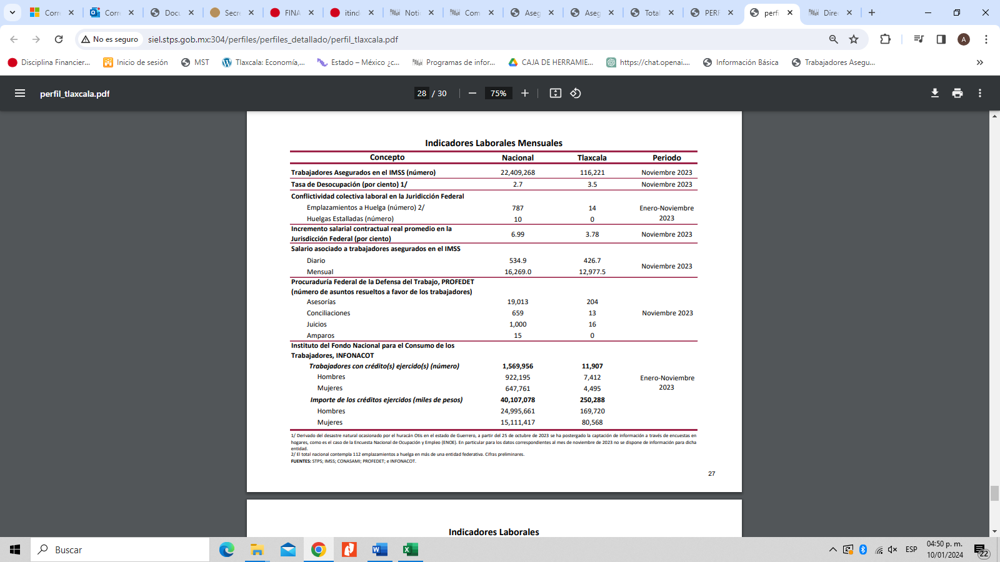 Corre
Corre
Docu
Secre
FINA
itind
Noti
Com
Aseg
Aseg
Total
PERF
perfi
Dire
No es seguro
siel.stps.gob.mx:304/perfiles/perfiles_detallado/perfil_tlaxcala.pdf
A
Disciplina Financier...
Inicio de sesión
MST
Tlaxcala: Economía,...
Estado – México ¿c...
Programas de infor...
CAJA DE HERRAMIE...
https://chat.openai....
Información Básica
Trabajadores Asegu...
perfil_tlaxcala.pdf
28 / 30
75%
Indicadores Laborales Mensuales
Concepto Nacional Tlaxcala Periodo
Trabajadores Asegurados en el IMSS (número) 22,409,268 116,221 Noviembre 2023
Tasa de Desocupación (por ciento) 1/ 2.7 3.5 Noviembre 2023
Conflictividad colectiva laboral en la Juridicción Federal
Emplazamientos a Huelga (número) 2/ 787 14 Enero-Noviembre
Huelgas Estalladas (número) 10 0 2023
Incremento salarial contractual real promedio en la
Jurisdicción Federal (por ciento) 6.99 3.78 Noviembre 2023
Salario asociado a trabajadores asegurados en el IMSS
Diario 534.9 426.7
Noviembre 2023
Mensual 16,269.0 12,977.5
Procuraduría Federal de la Defensa del Trabajo, PROFEDET
(número de asuntos resueltos a favor de los trabajadores)
Asesorías 19,013 204
Conciliaciones 659 13 Noviembre 2023
Juicios 1,000 16
Amparos 15 0
Instituto del Fondo Nacional para el Consumo de los
Trabajadores, INFONACOT
Trabajadores con crédito(s) ejercido(s) (número) 1,569,956 11,907
Hombres 922,195 7,412 Enero-Noviembre
Mujeres 647,761 4,495 2023
Importe de los créditos ejercidos (miles de pesos) 40,107,078 250,288
Hombres 24,995,661 169,720
Mujeres 15,111,417 80,568
1/ Derivado del desastre natural ocasionado por el huracán Otis en el estado de Guerrero, a partir del 25 de octubre de 2023 se ha postergado la captación de información a través de encuestas en
hogares, como es el caso de la Encuesta Nacional de Ocupación y Empleo (ENOE). En particular para los datos correspondientes al mes de noviembre de 2023 no se dispone de información para dicha
entidad.
2/ El total nacional contempla 112 emplazamientos a huelga en más de una entidad federativa. Cifras preliminares.
FUENTES: STPS; IMSS; CONASAMI; PROFEDET; e INFONACOT.
27
Indicadores Laborales
Buscar
ESP
04:50 p. m.
10/01/2024
22